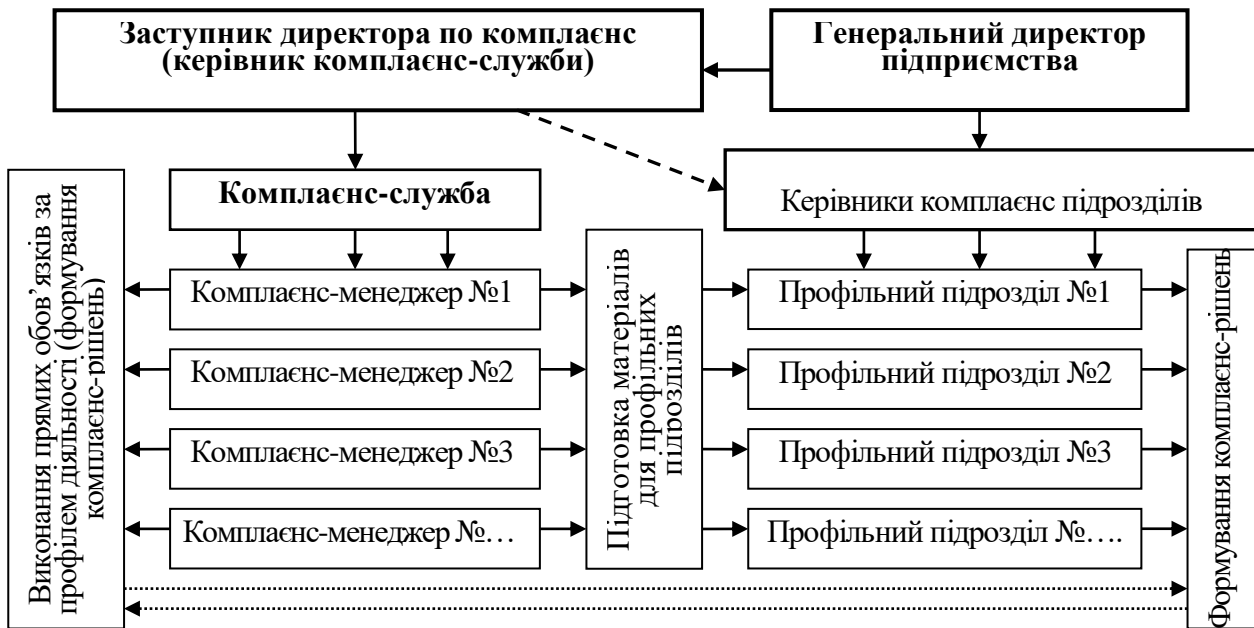 Заступник директора по комплаєнс
(керівник комплаєнс-служби)
Генеральний директор
підприємства
Комплаєнс-служба
Керівники комплаєнс підрозділів
Виконання прямих обов’язків за
профілем діяльності (формування
комплаєнс-рішень)
Комплаєнс-менеджер №1
Комплаєнс-менеджер №2
Комплаєнс-менеджер №3
Комплаєнс-менеджер №…
Підготовка матеріалів
для профільних
підрозділів
Профільний підрозділ №1
Профільний підрозділ №2
Профільний підрозділ №3
Профільний підрозділ №….
Формування комплаєнс-рішень